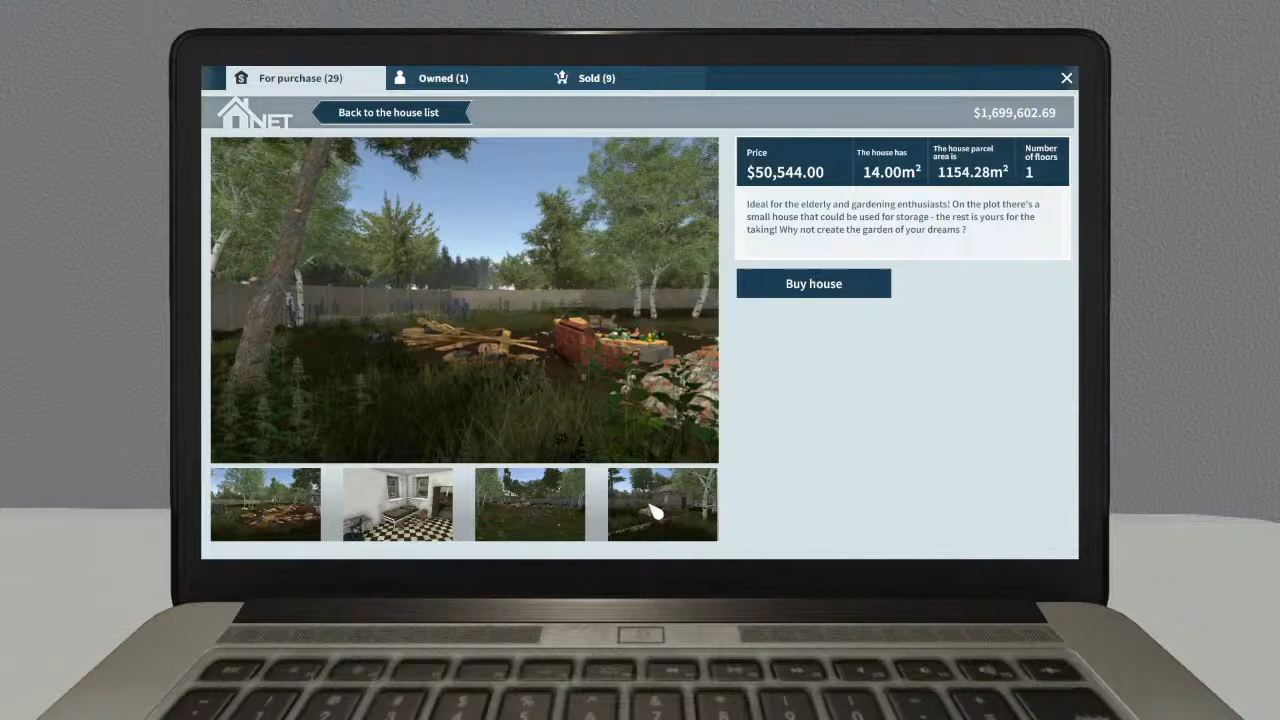 For purchase (29)
Owned (1)
Sold (9)
NET
Back to the house list
$1,699,602.69
Price
$50,544.00
The house has
14.00m²
The house parcel
area is
1154.28m²
Number
of floors
1
Ideal for the elderly and gardening enthusiasts! On the plot there's a
small house that could be used for storage - the rest is yours for the
taking! Why not create the garden of your dreams ?
Buy house